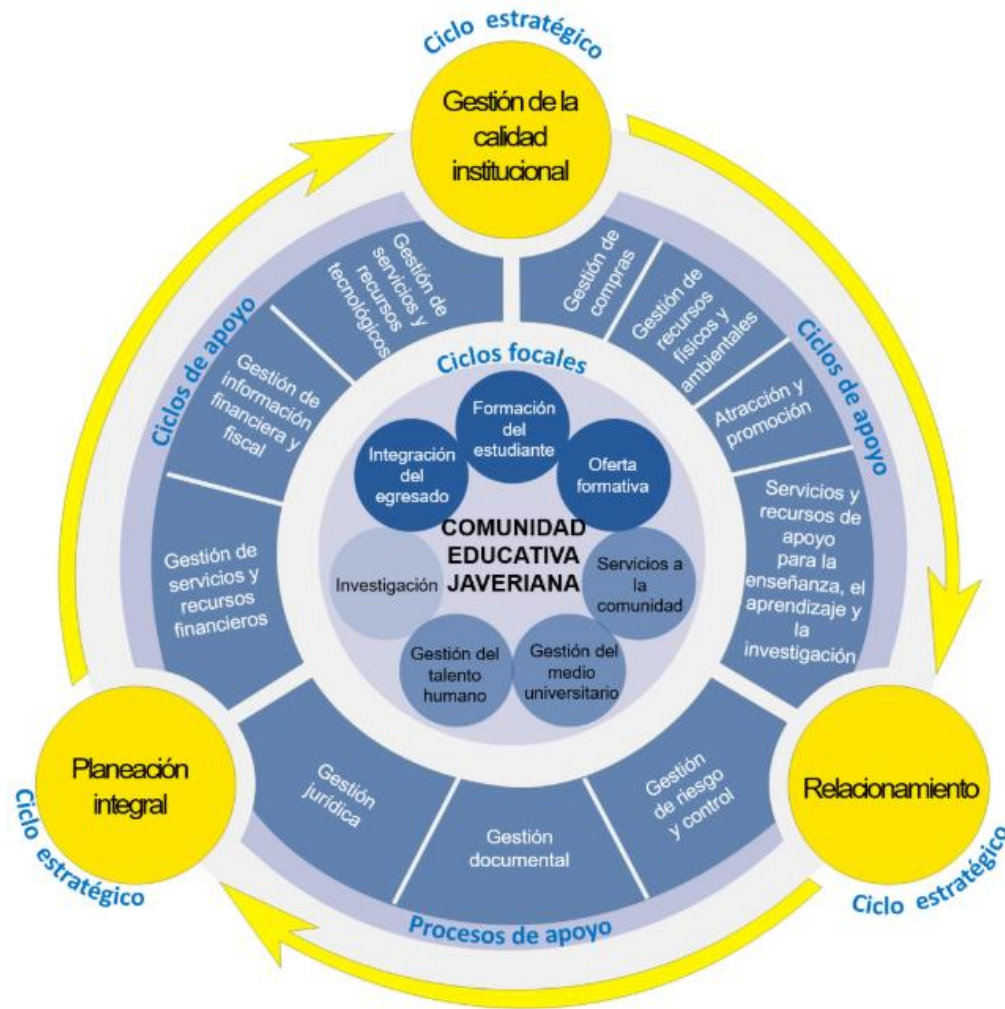 Ciclo estratégico
Gestión de la
calidad
institucional
Ciclos de apoyo
Gestión de
servicios y
recursos
tecnológicos
Gestión de
información
financiera y
fiscal
Gestión de
servicios y
recursos
financieros
Gestión de
compras
Gestión de
recursos
físicos y
ambientales
Atracción y
promoción
Servicios y
recursos de
apoyo
para la
enseñanza, el
aprendizaje y
la
investigación
Ciclos de apoyo
Ciclos focales
Formación
del
estudiante
Integración
del
egresado
Oferta
formativa
COMUNIDAD
EDUCATIVA
JAVERIANA
Investigación
Servicios a
la
comunidad
Gestión del
talento
humano
Gestión del
medio
universitario
Planeación
integral
Ciclo estratégico
Relacionamiento
Ciclo estratégico
Gestión
jurídica
Gestión
documental
Gestión
de riesgo
y control
Procesos de apoyo